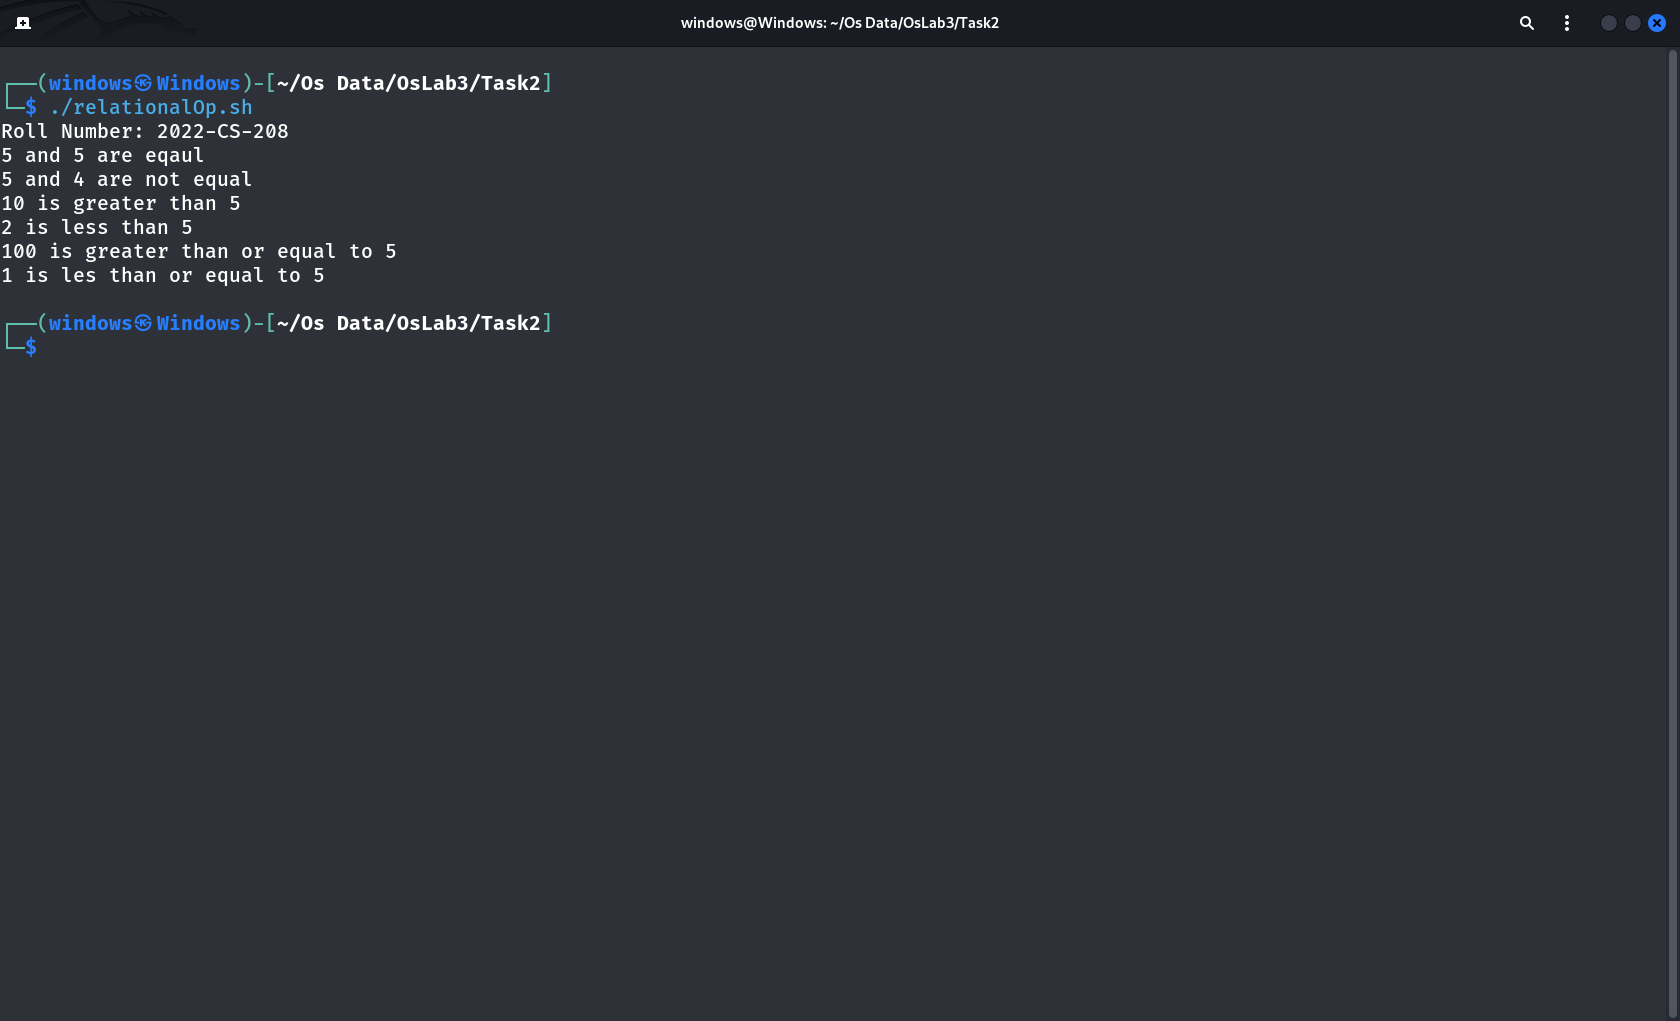 windows@Windows: ~/Os Data/OsLab3/Task2
┌──(windows㉿Windows)-[~/Os Data/OsLab3/Task2]
└─$ ./relationalOp.sh
Roll Number: 2022-CS-208
5 and 5 are eqaul
5 and 4 are not equal
10 is greater than 5
2 is less than 5
100 is greater than or equal to 5
1 is les than or equal to 5
┌──(windows㉿Windows)-[~/Os Data/OsLab3/Task2]
└─$